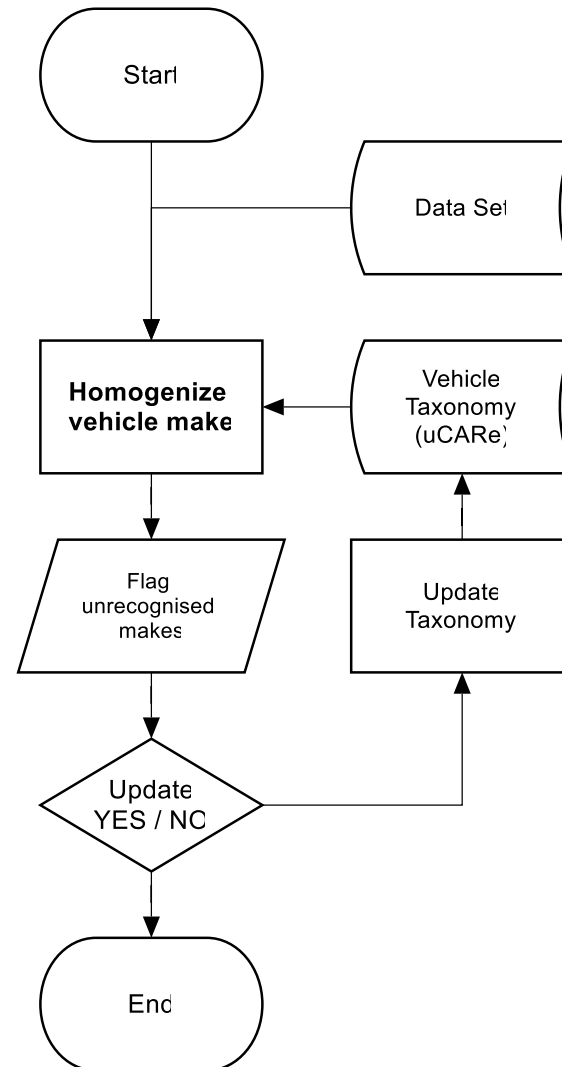 Start
Data Set
Homogenize
vehicle make
Vehicle
Taxonomy
(uCARe)
Flag
unrecognised
makes
Update
Taxonomy
Update
YES / NO
End